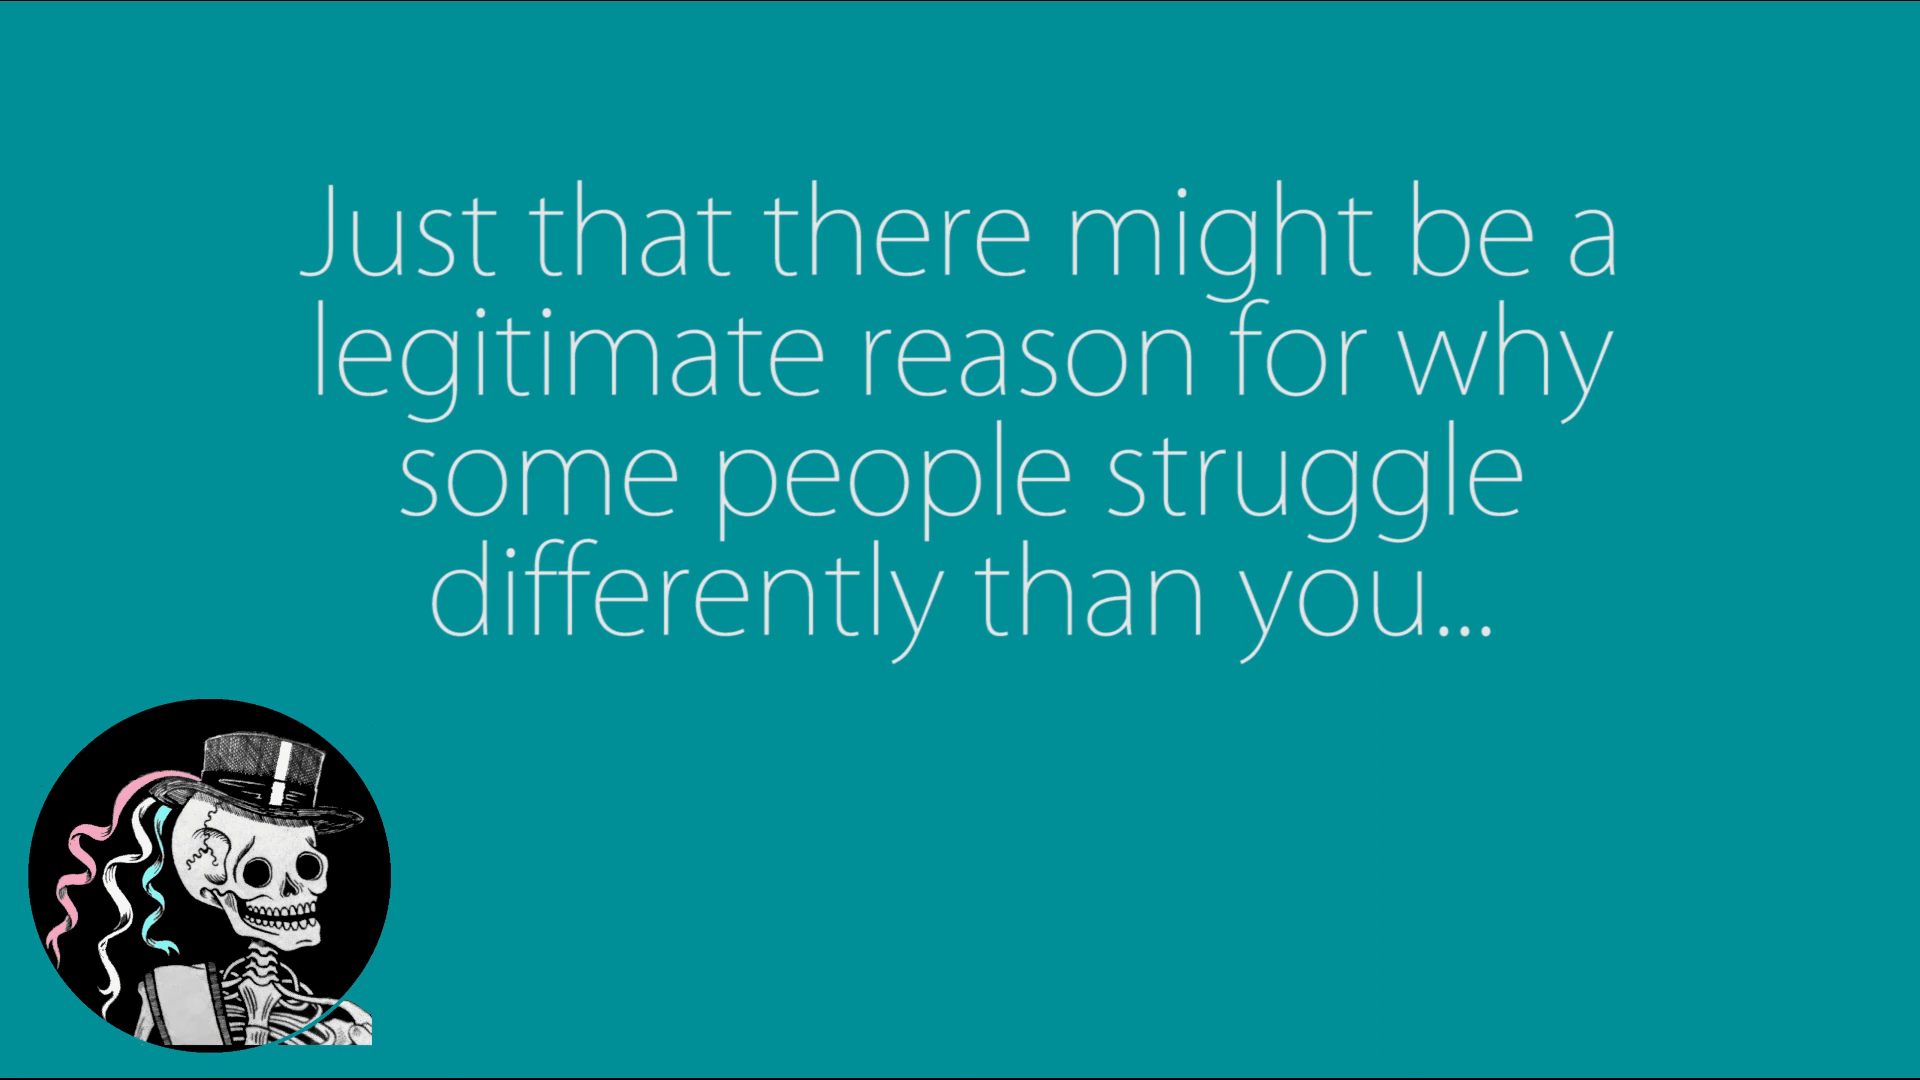 Just that there might be a
legitimate reason for why
some people struggle
differently than you...